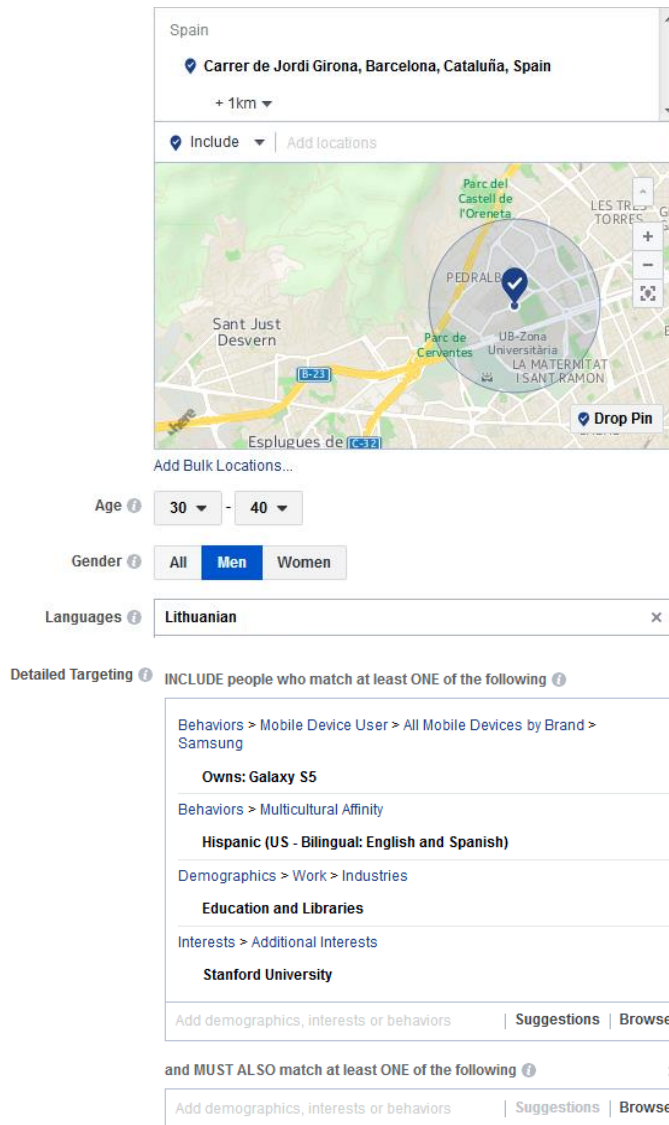 Spain
Carrer de Jordi Girona, Barcelona, Cataluña, Spain
+ 1km
Include
Add locations
Parc del
Castell de
l'Oreneta
LES TRES
TORRES
PEDRALB
Sant Just
Desvern
Parc de
Cervantes
UB-Zona
Universitària
LA MATERNITAT
I SANT RAMON
B-23
here
Drop Pin
Esplugues de
C-32
Add Bulk Locations...
Age 30 - 40
Gender All Men Women
Languages Lithuanian
Detailed Targeting INCLUDE people who match at least ONE of the following
Behaviors > Mobile Device User > All Mobile Devices by Brand >
Samsung
Owns: Galaxy S5
Behaviors > Multicultural Affinity
Hispanic (US - Bilingual: English and Spanish)
Demographics > Work > Industries
Education and Libraries
Interests > Additional Interests
Stanford University
Add demographics, interests or behaviors | Suggestions | Browse
and MUST ALSO match at least ONE of the following
Add demographics, interests or behaviors | Suggestions | Browse